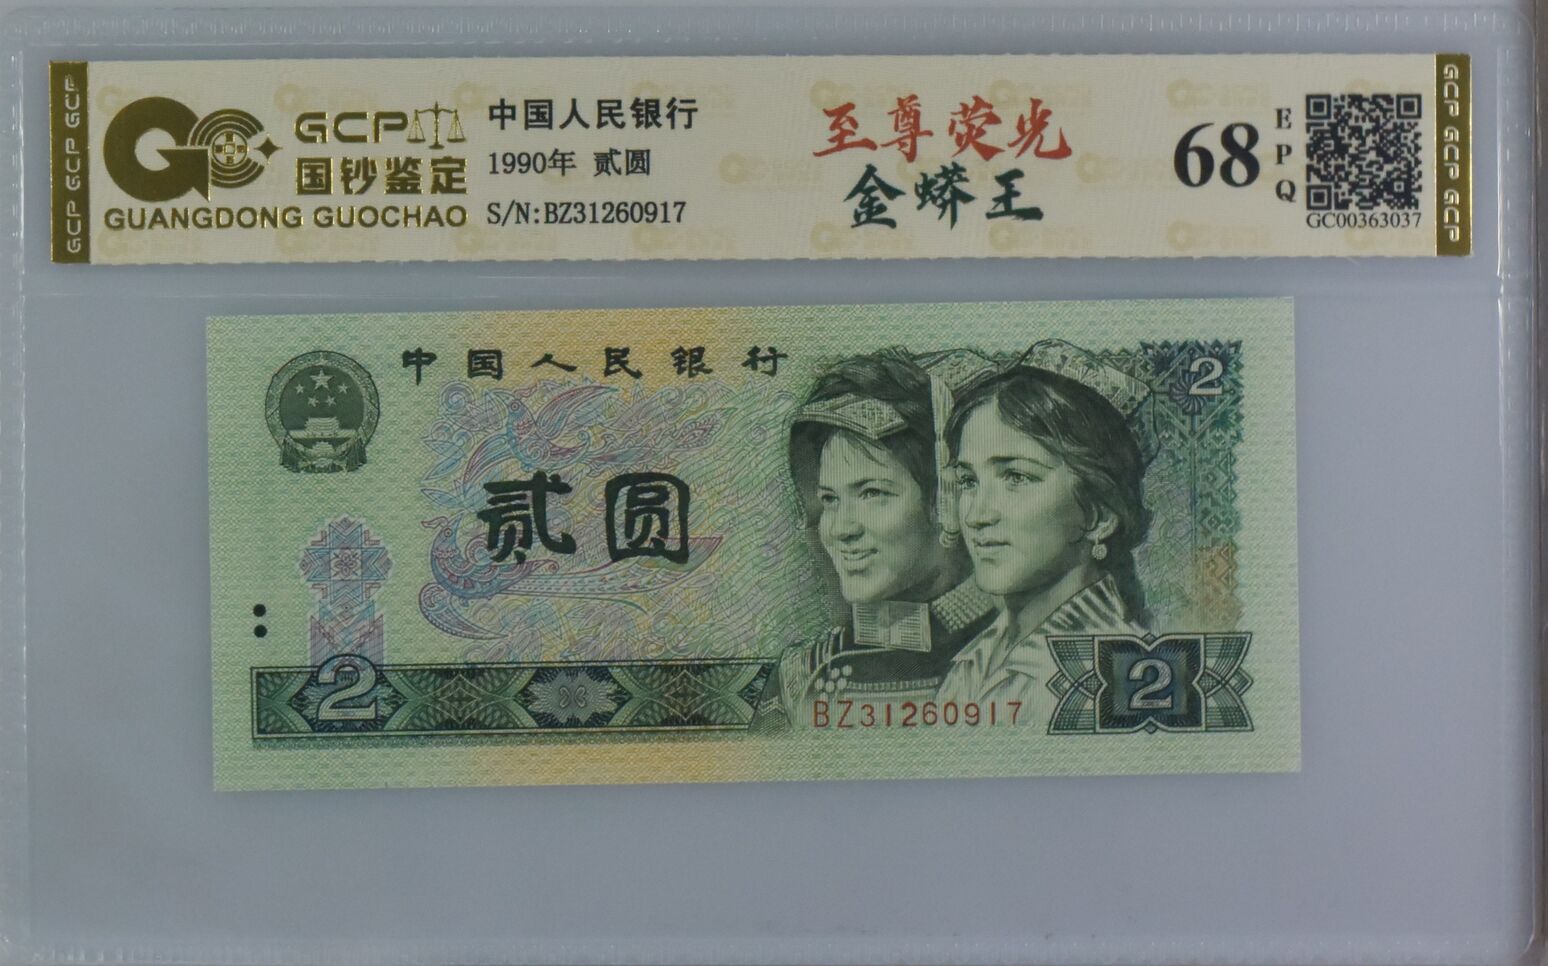 GCP GCP GCP
GCP
国钞鉴定
GUANGDONG GUOCHAO
中国人民银行
1990年 贰圆
S/N:BZ31260917
至尊荧光
金蟒王
68
EPQ
GC00363037
GCP GCP GCP
中国人民银行
2
贰圆
2
2
BZ31260917